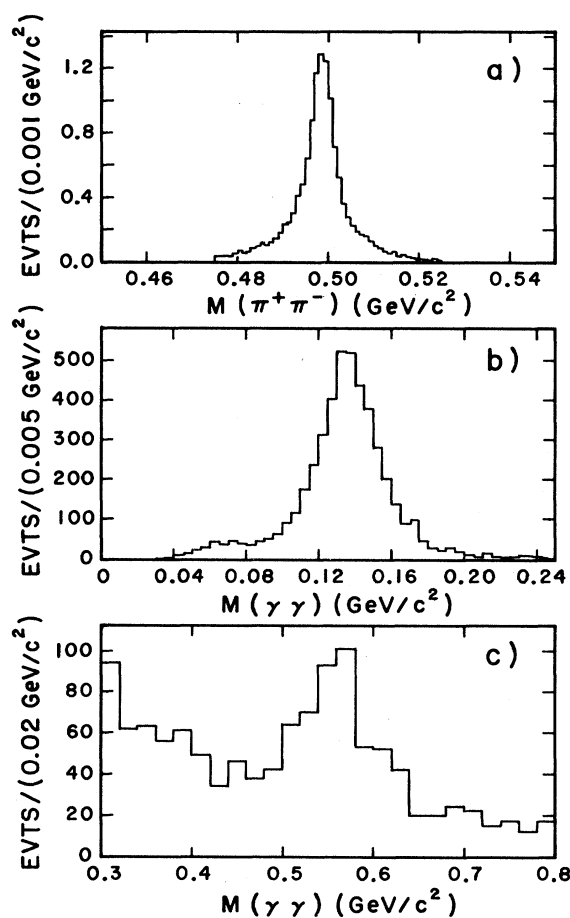 EVTS/(0.001 GeV/c²)
1.2
0.8
0.4
0.0
a)
0.46 0.48 0.50 0.52 0.54
M (π⁺π⁻) (GeV/c²)
EVTS/(0.005 GeV/c²)
500
400
300
200
100
0
b)
0 0.04 0.08 0.12 0.16 0.20 0.24
M (γ γ) (GeV/c²)
EVTS/(0.02 GeV/c²)
100
80
60
40
20
0
c)
0.3 0.4 0.5 0.6 0.7 0.8
M (γ γ) (GeV/c²)